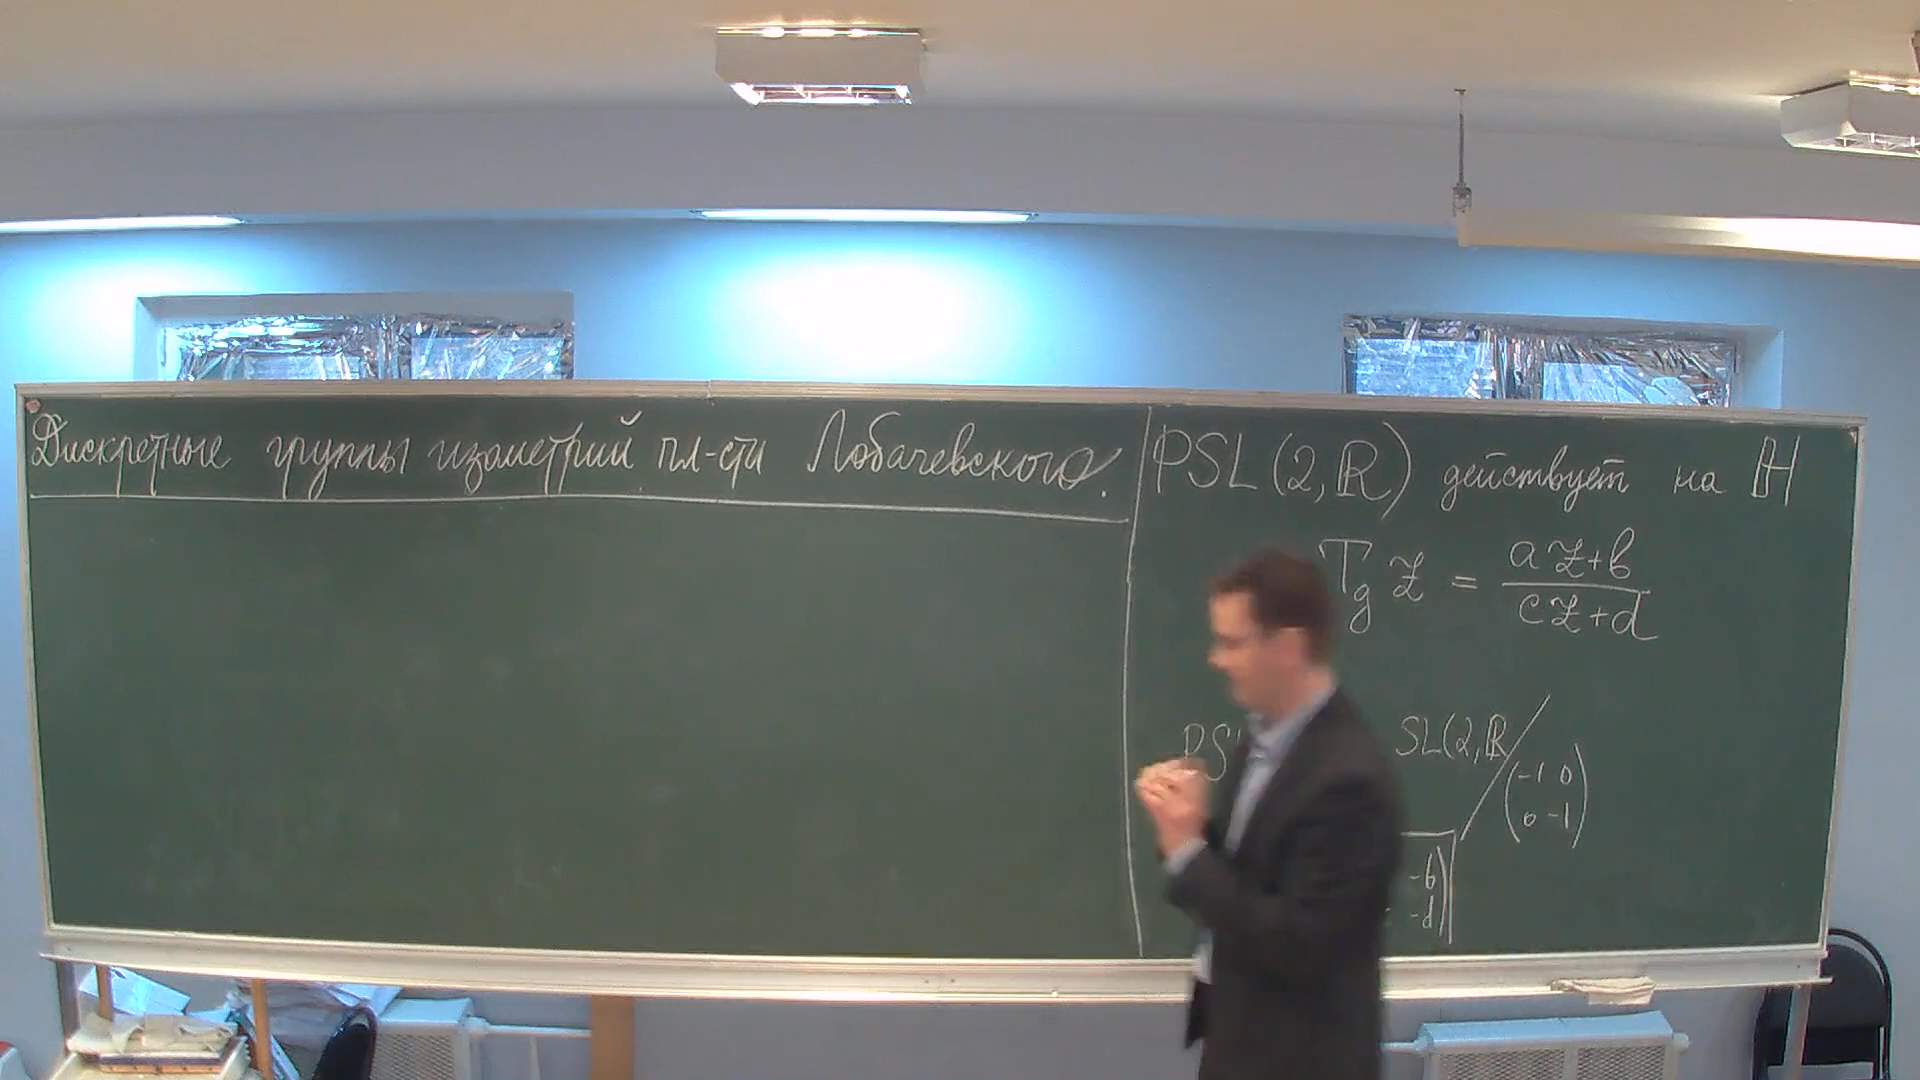 Дискретные группы изометрий пл-сти Лобачевского.
PSL(2,ℝ) действует на ℍ
T_g z = (az+b)/(cz+d)
PS
SL(2,ℝ /
(-1 0
0 -1)
-b)
-d)